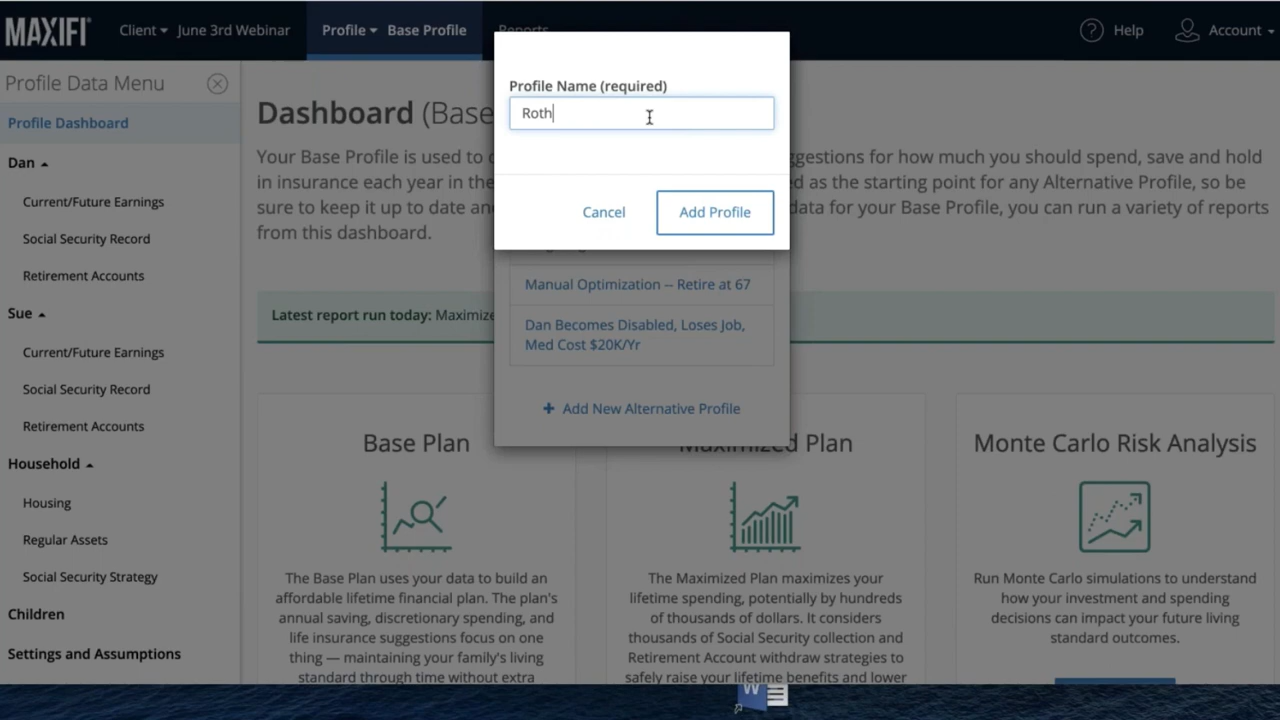 MAXIFI
Client June 3rd Webinar
Profile Base Profile
Reports
Help
Account
Profile Data Menu
Profile Dashboard
Dan
Current/Future Earnings
Social Security Record
Retirement Accounts
Sue
Current/Future Earnings
Social Security Record
Retirement Accounts
Household
Housing
Regular Assets
Social Security Strategy
Children
Settings and Assumptions
Dashboard (Base
Your Base Profile is used to
in insurance each year in the
sure to keep it up to date and
from this dashboard.
ggestions for how much you should spend, save and hold
d as the starting point for any Alternative Profile, so be
data for your Base Profile, you can run a variety of reports
Latest report run today: Maximize
Profile Name (required)
Roth
Cancel
Add Profile
Manual Optimization -- Retire at 67
Dan Becomes Disabled, Loses Job,
Med Cost $20K/Yr
+ Add New Alternative Profile
Base Plan
The Base Plan uses your data to build an
affordable lifetime financial plan. The plan's
annual saving, discretionary spending, and
life insurance suggestions focus on one
thing — maintaining your family's living
standard through time without extra
Maximized Plan
The Maximized Plan maximizes your
lifetime spending, potentially by hundreds
of thousands of dollars. It considers
thousands of Social Security collection and
Retirement Account withdraw strategies to
safely raise your lifetime benefits and lower
Monte Carlo Risk Analysis
Run Monte Carlo simulations to understand
how your investment and spending
decisions can impact your future living
standard outcomes.
W